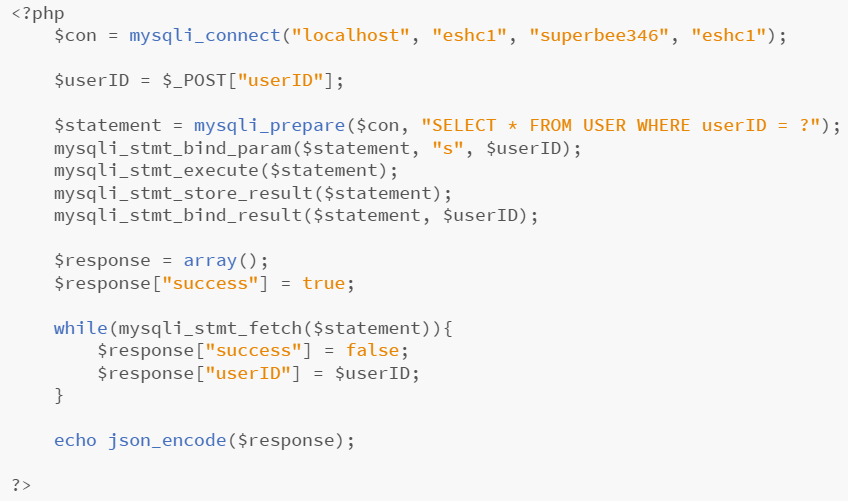 <?php
    $con = mysqli_connect("localhost", "eshc1", "superbee346", "eshc1");

    $userID = $_POST["userID"];

    $statement = mysqli_prepare($con, "SELECT * FROM USER WHERE userID = ?");
    mysqli_stmt_bind_param($statement, "s", $userID);
    mysqli_stmt_execute($statement);
    mysqli_stmt_store_result($statement);
    mysqli_stmt_bind_result($statement, $userID);

    $response = array();
    $response["success"] = true;

    while(mysqli_stmt_fetch($statement)){
        $response["success"] = false;
        $response["userID"] = $userID;
    }

    echo json_encode($response);

?>